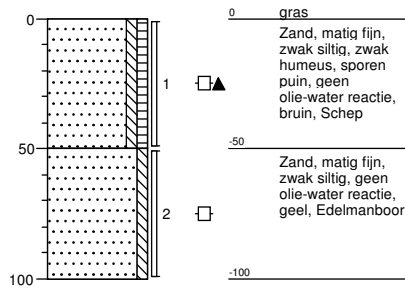 0
50
100
1
2
0
gras
Zand, matig fijn,
zwak siltig, zwak
humeus, sporen
puin, geen
olie-water reactie,
bruin, Schep
-50
Zand, matig fijn,
zwak siltig, geen
olie-water reactie,
geel, Edelmanboor
-100